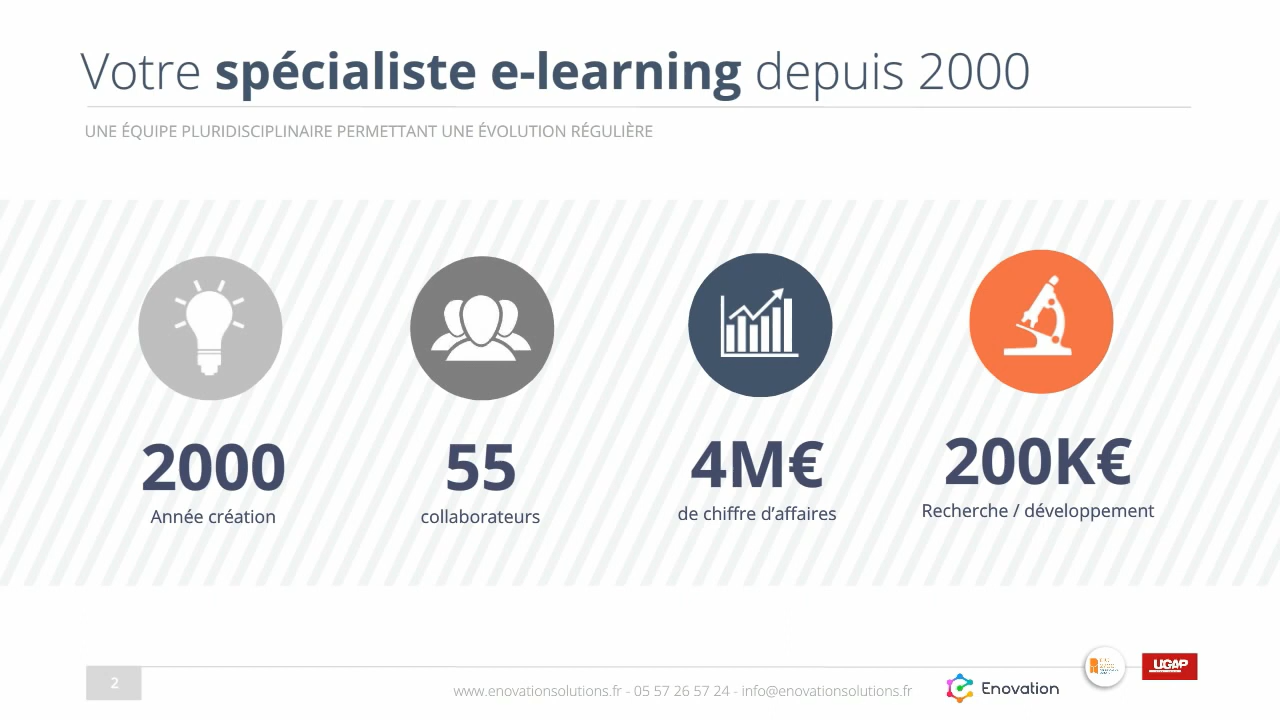 Votre spécialiste e-learning depuis 2000
UNE ÉQUIPE PLURIDISCIPLINAIRE PERMETTANT UNE ÉVOLUTION RÉGULIÈRE
2000
Année création
55
collaborateurs
4M€
de chiffre d’affaires
200K€
Recherche / développement
2
www.enovationsolutions.fr - 05 57 26 57 24 - info@enovationsolutions.fr
Enovation
UGAP